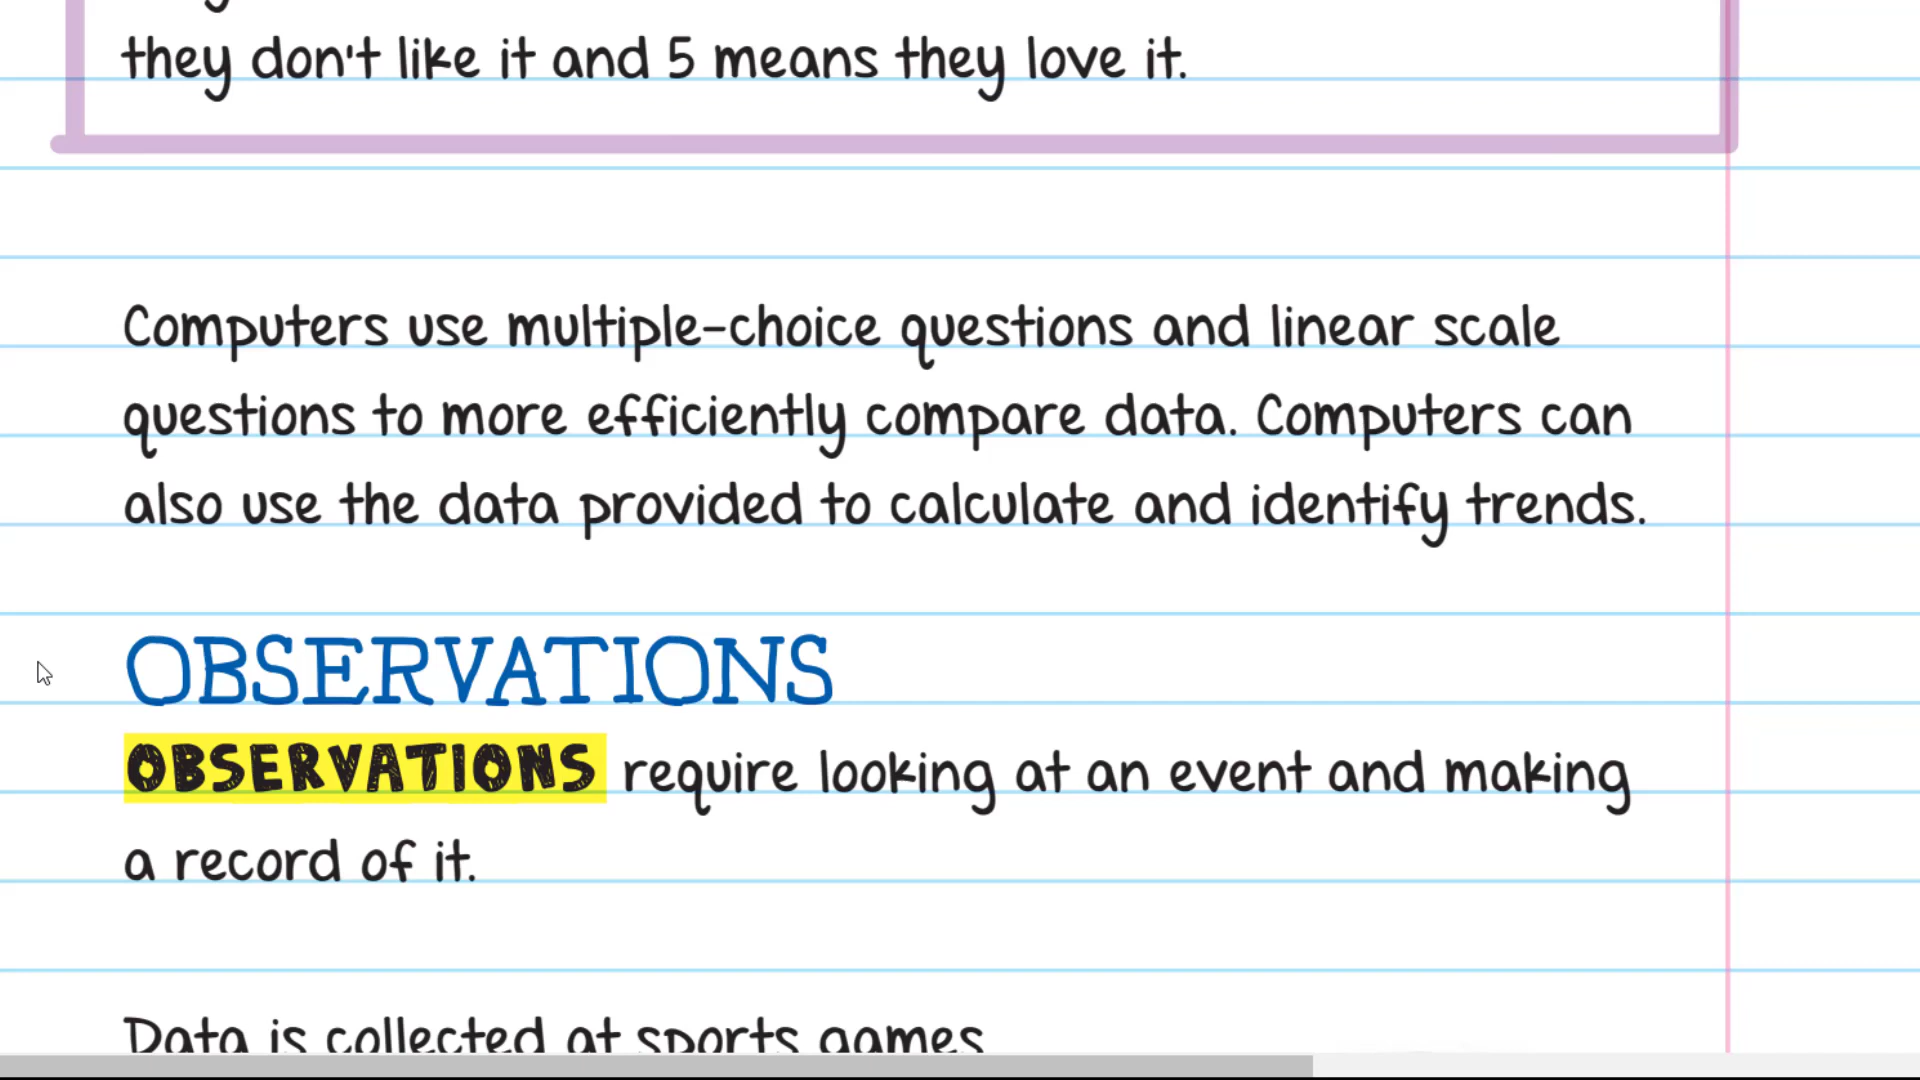 they don't like it and 5 means they love it.
Computers use multiple-choice questions and linear scale
questions to more efficiently compare data. Computers can
also use the data provided to calculate and identify trends.
OBSERVATIONS
OBSERVATIONS require looking at an event and making
a record of it.
Data is collected at sports games